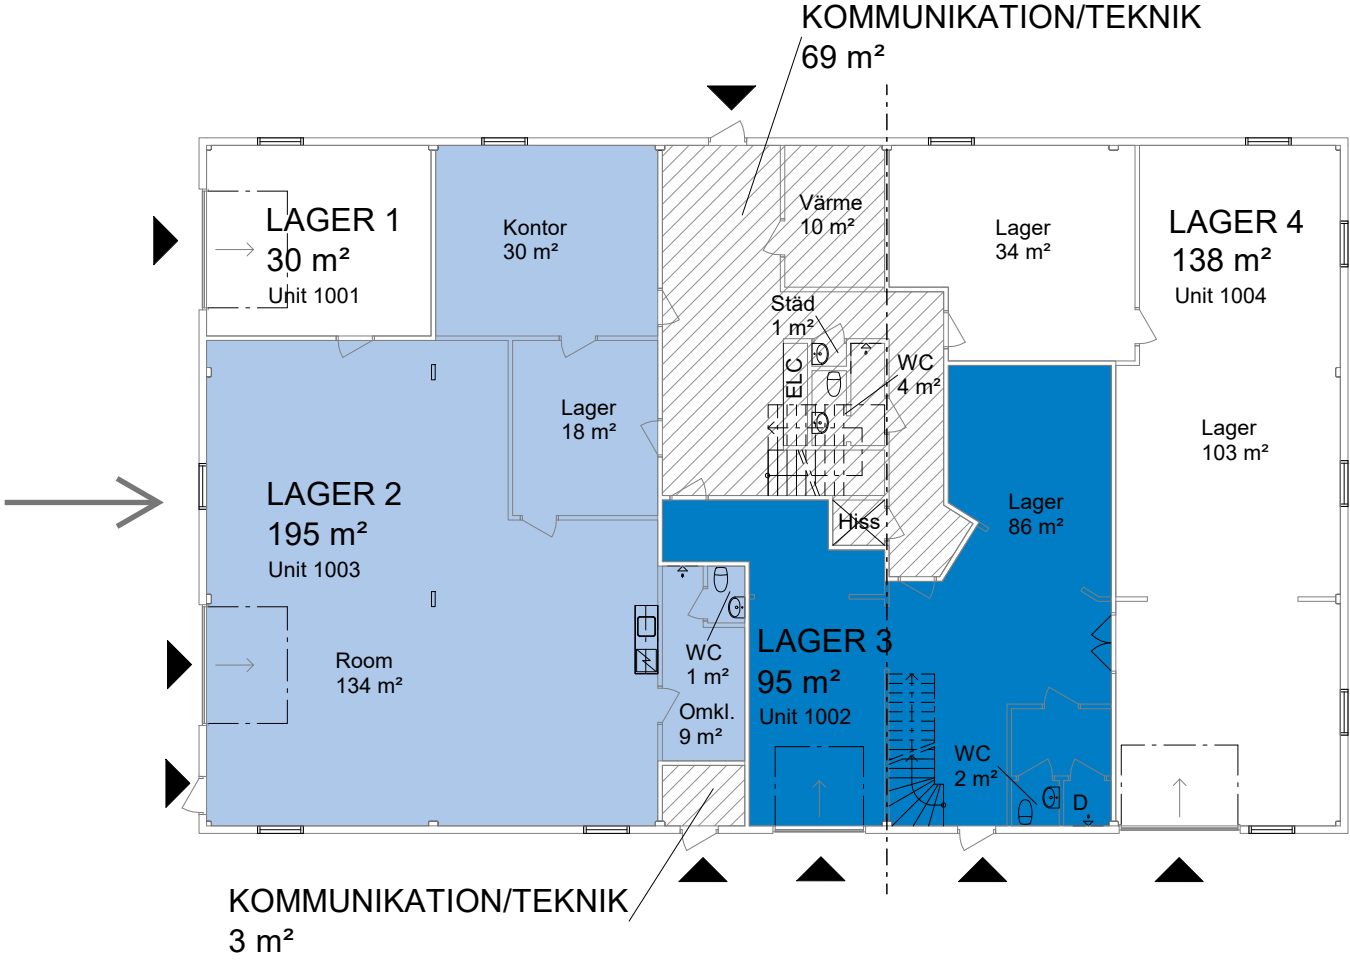 KOMMUNIKATION/TEKNIK
69 m²
LAGER 1
30 m²
Unit 1001
Kontor
30 m²
Värme
10 m²
Lager
34 m²
LAGER 4
138 m²
Unit 1004
Städ
1 m²
ELC
WC
4 m²
Lager
18 m²
Lager
103 m²
LAGER 2
195 m²
Unit 1003
Hiss
Lager
86 m²
Room
134 m²
WC
1 m²
Omkl.
9 m²
LAGER 3
95 m²
Unit 1002
WC
2 m²
D
KOMMUNIKATION/TEKNIK
3 m²